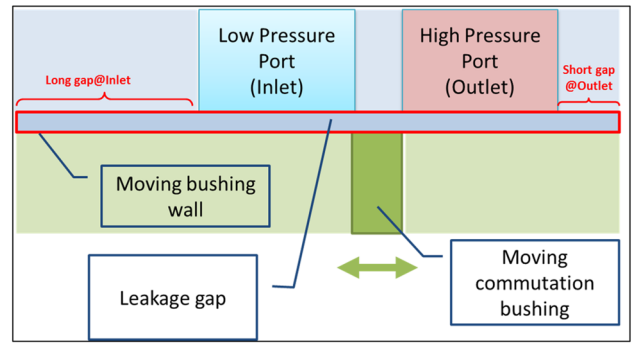 Low Pressure
Port
(Inlet)
High Pressure
Port
(Outlet)
Long gap@Inlet
Short gap
@Outlet
Moving bushing
wall
Leakage gap
Moving
commutation
bushing